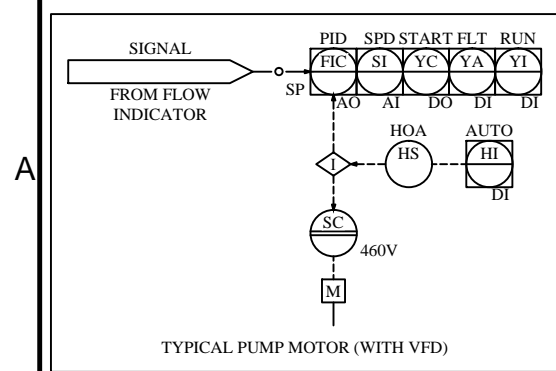 PID SPD START FLT RUN
SIGNAL
FIC SI YC YA YI
SP
AO AI DO DI DI
FROM FLOW
INDICATOR
HOA AUTO
A
I HS HI
DI
SC
460V
M
TYPICAL PUMP MOTOR (WITH VFD)